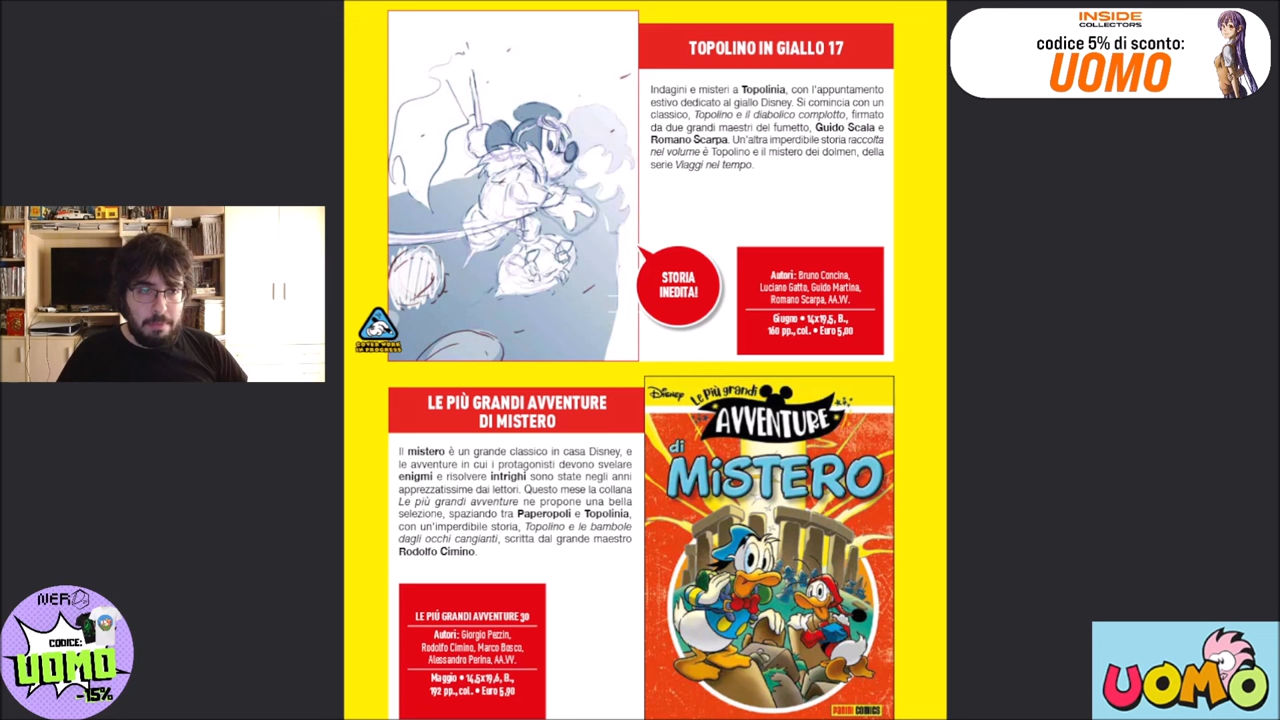 INSIDE
COLLECTORS
codice 5% di sconto:
UOMO
TOPOLINO IN GIALLO 17
Indagini e misteri a Topolinia, con l'appuntamento
estivo dedicato al giallo Disney. Si comincia con un
classico, Topolino e il diabolico complotto, firmato
da due grandi maestri del fumetto, Guido Scala e
Romano Scarpa. Un'altra imperdibile storia raccolta
nel volume è Topolino e il mistero dei dolmen, della
serie Viaggi nel tempo.
STORIA
INEDITA!
Autori: Bruno Concina,
Luciano Gatto, Guido Martina,
Romano Scarpa, AA.VV.
Giugno • 14x19,5, B.,
160 pp., col. • Euro 5,00
COVER WORK
IN PROGRESS
LE PIÙ GRANDI AVVENTURE
DI MISTERO
Il mistero è un grande classico in casa Disney, e
le avventure in cui i protagonisti devono svelare
enigmi e risolvere intrighi sono state negli anni
apprezzatissime dai lettori. Questo mese la collana
Le più grandi avventure ne propone una bella
selezione, spaziando tra Paperopoli e Topolinia,
con un'imperdibile storia, Topolino e le bambole
dagli occhi cangianti, scritta dal grande maestro
Rodolfo Cimino.
LE PIÚ GRANDI AVVENTURE 30
Autori: Giorgio Pezzin,
Rodolfo Cimino, Marco Bosco,
Alessandro Perina, AA.VV.
Maggio • 14,5x19,6, B.,
192 pp., col. • Euro 5,90
Disney
Le più grandi
AVVENTURE
di
MiSTERO
PANINI COMICS
NERO
CODICE:
UOMO
-15%
UOMO